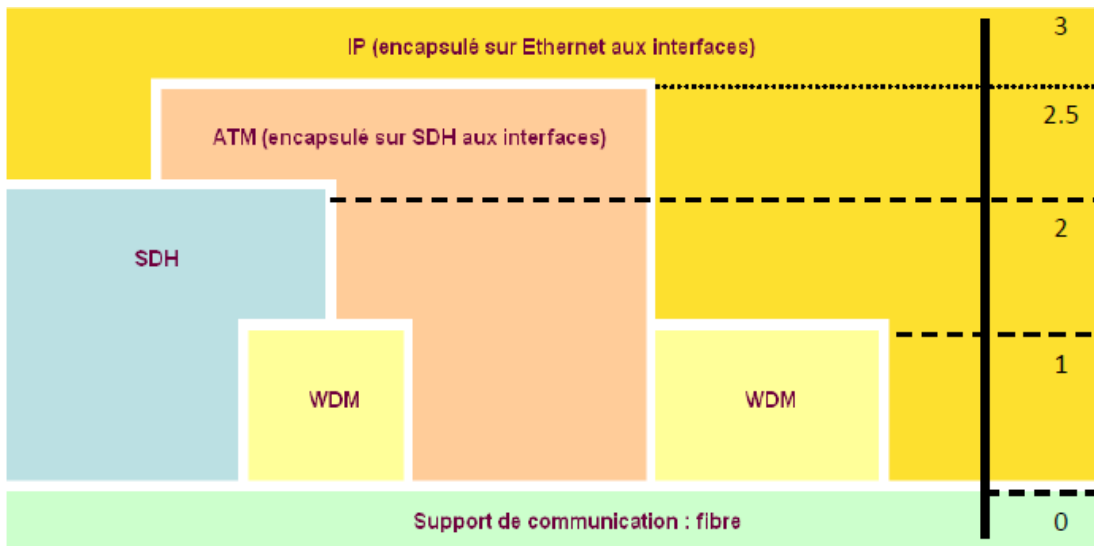 IP (encapsulé sur Ethernet aux interfaces)
3
2.5
ATM (encapsulé sur SDH aux interfaces)
2
SDH
1
WDM
WDM
Support de communication : fibre
0